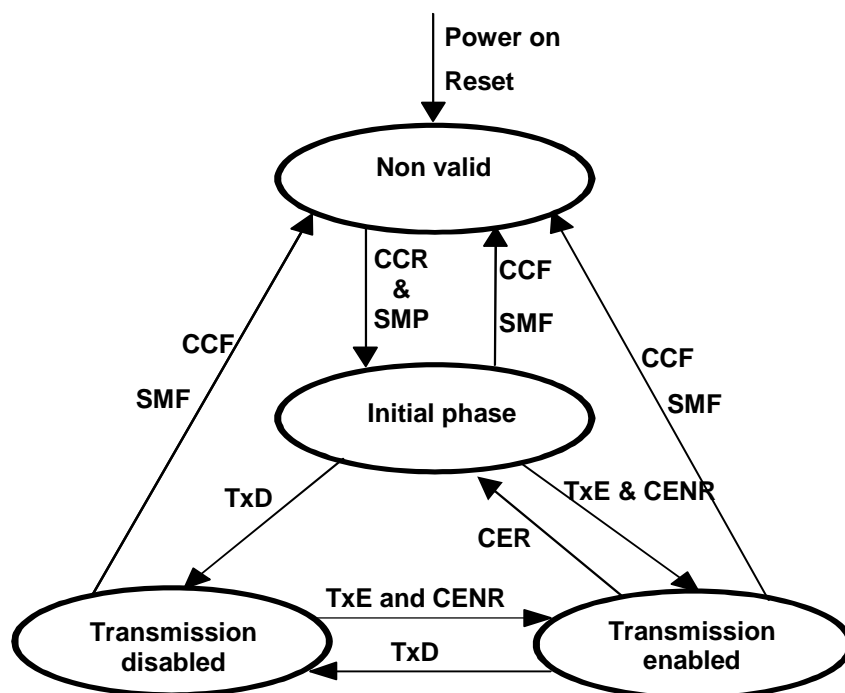 Power on
Reset
Non valid
CCR
&
SMP
CCF
SMF
CCF
SMF
CCF
SMF
Initial phase
TxD
TxE & CENR
CER
Transmission
disabled
TxE and CENR
TxD
Transmission
enabled